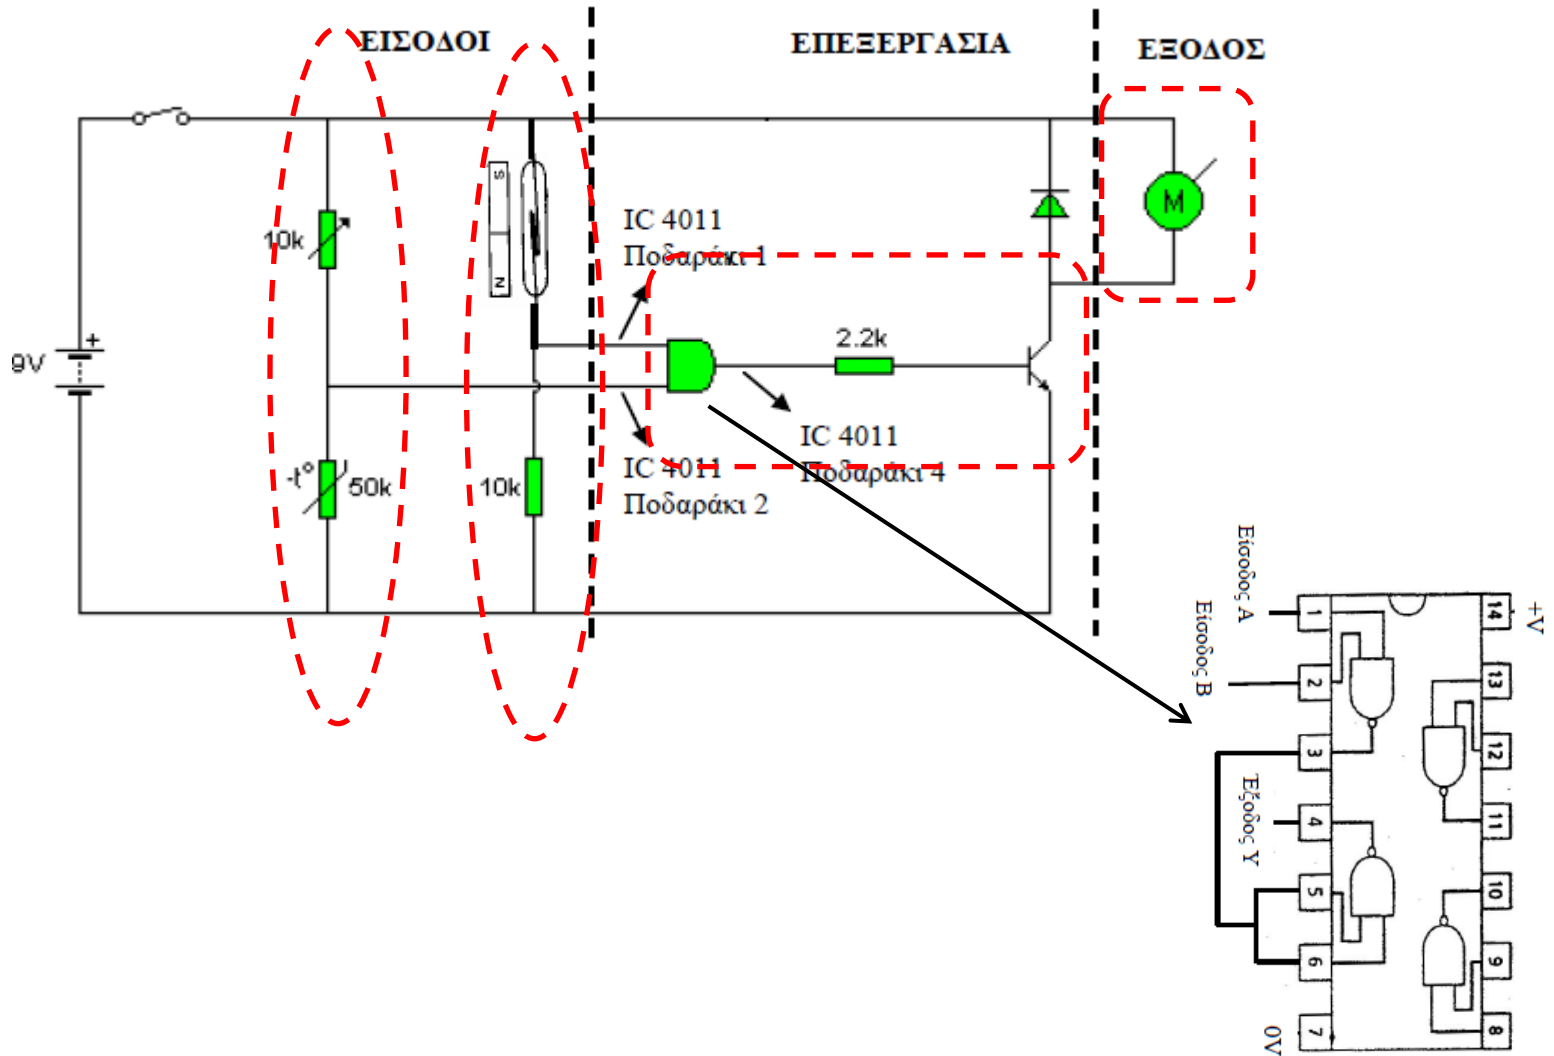 ΕΙΣΟΔΟΙ
ΕΠΕΞΕΡΓΑΣΙΑ
ΕΞΟΔΟΣ
10k
S
N
IC 4011
Ποδαράκι 1
M
9V
+
2.2k
IC 4011
Ποδαράκι 4
-t°
50k
10k
IC 4011
Ποδαράκι 2
Είσοδος Α
Είσοδος Β
Έξοδος Υ
0V
+V
1
2
3
4
5
6
7
14
13
12
11
10
9
8